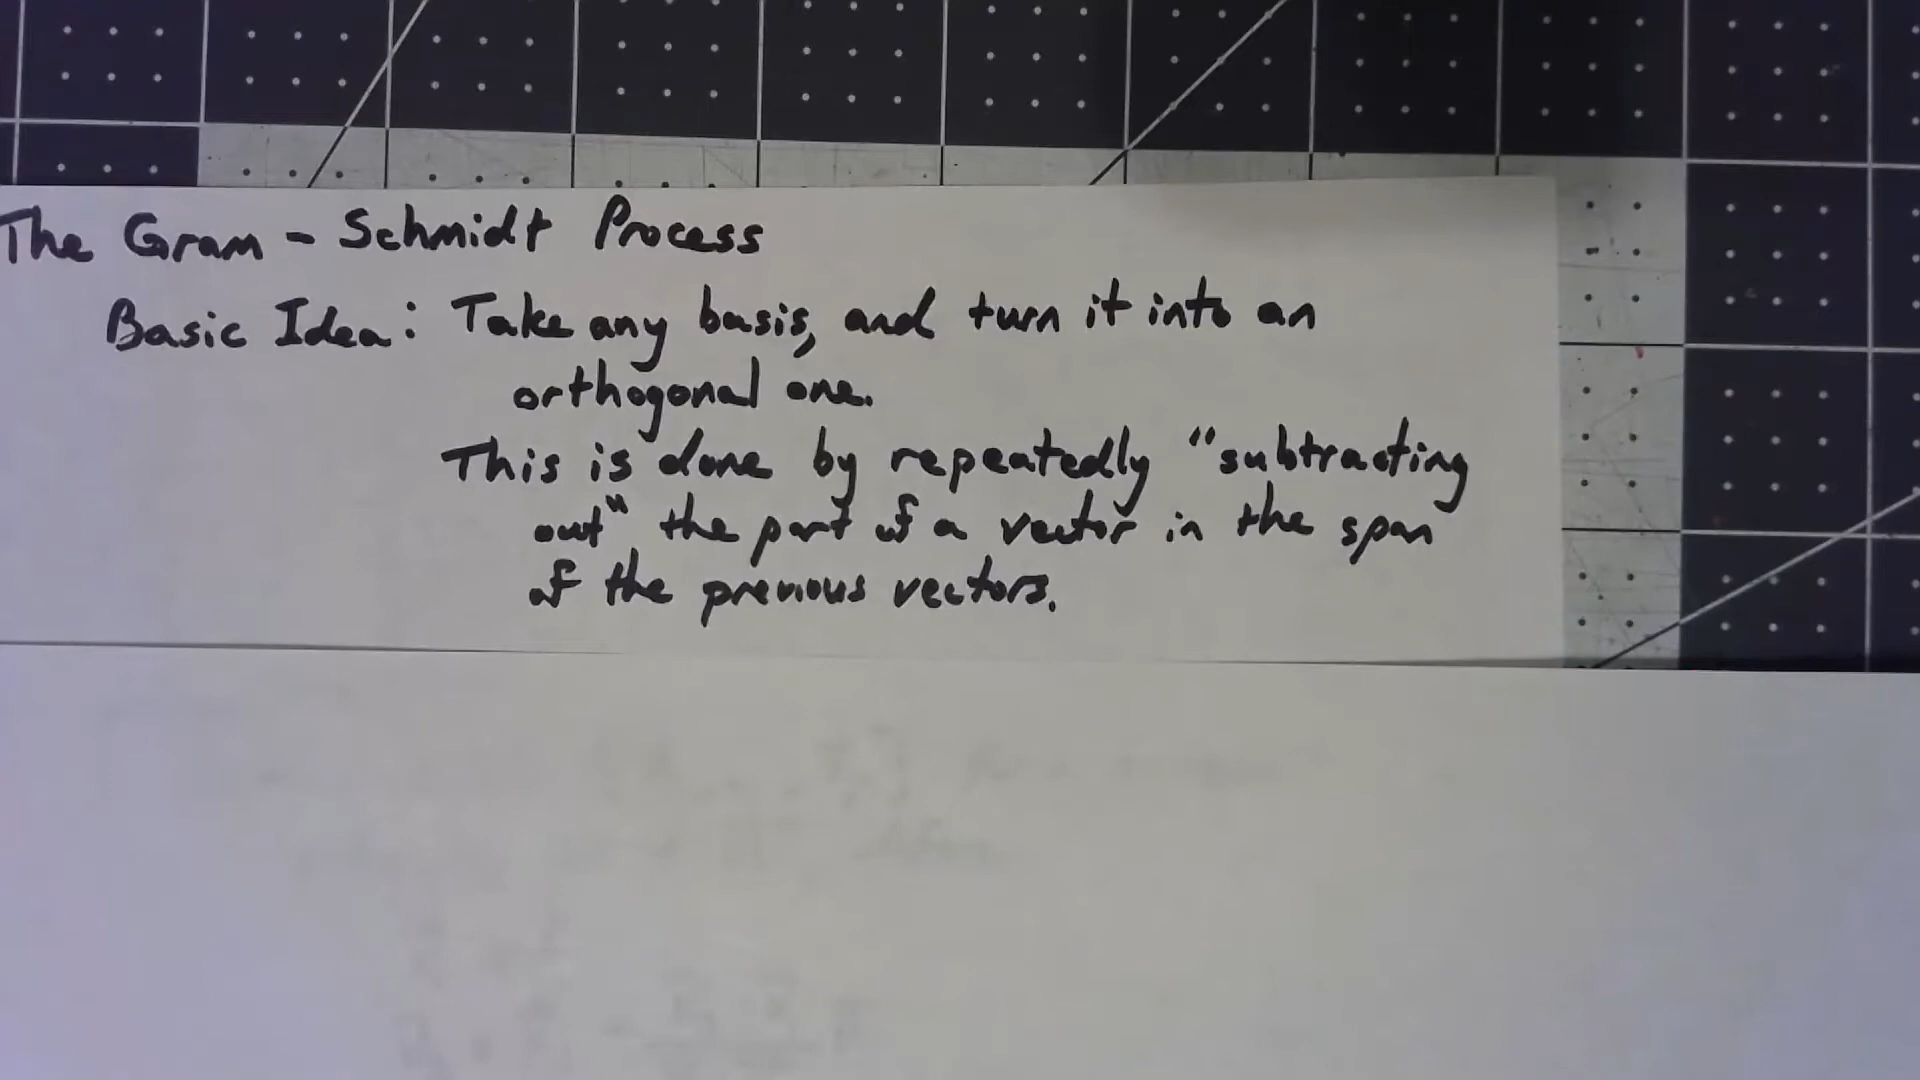 The Gram - Schmidt Process
Basic Idea: Take any basis, and turn it into an
orthogonal one.
This is done by repeatedly "subtracting
out" the part of a vector in the span
of the previous vectors.